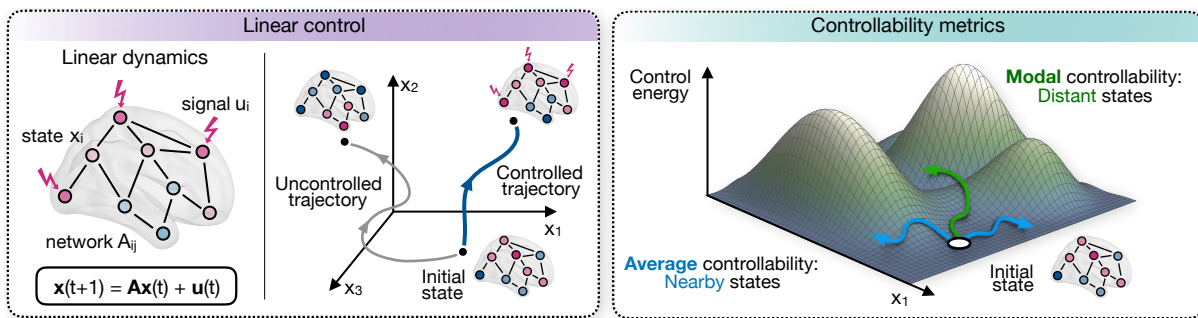 Linear control
Linear dynamics
signal uᵢ
state xᵢ
network Aᵢⱼ
x(t+1) = Ax(t) + u(t)
x₂
Uncontrolled
trajectory
Controlled
trajectory
x₁
x₃
Initial
state
Controllability metrics
Control
energy
Modal controllability:
Distant states
Average controllability:
Nearby states
Initial
state
x₁